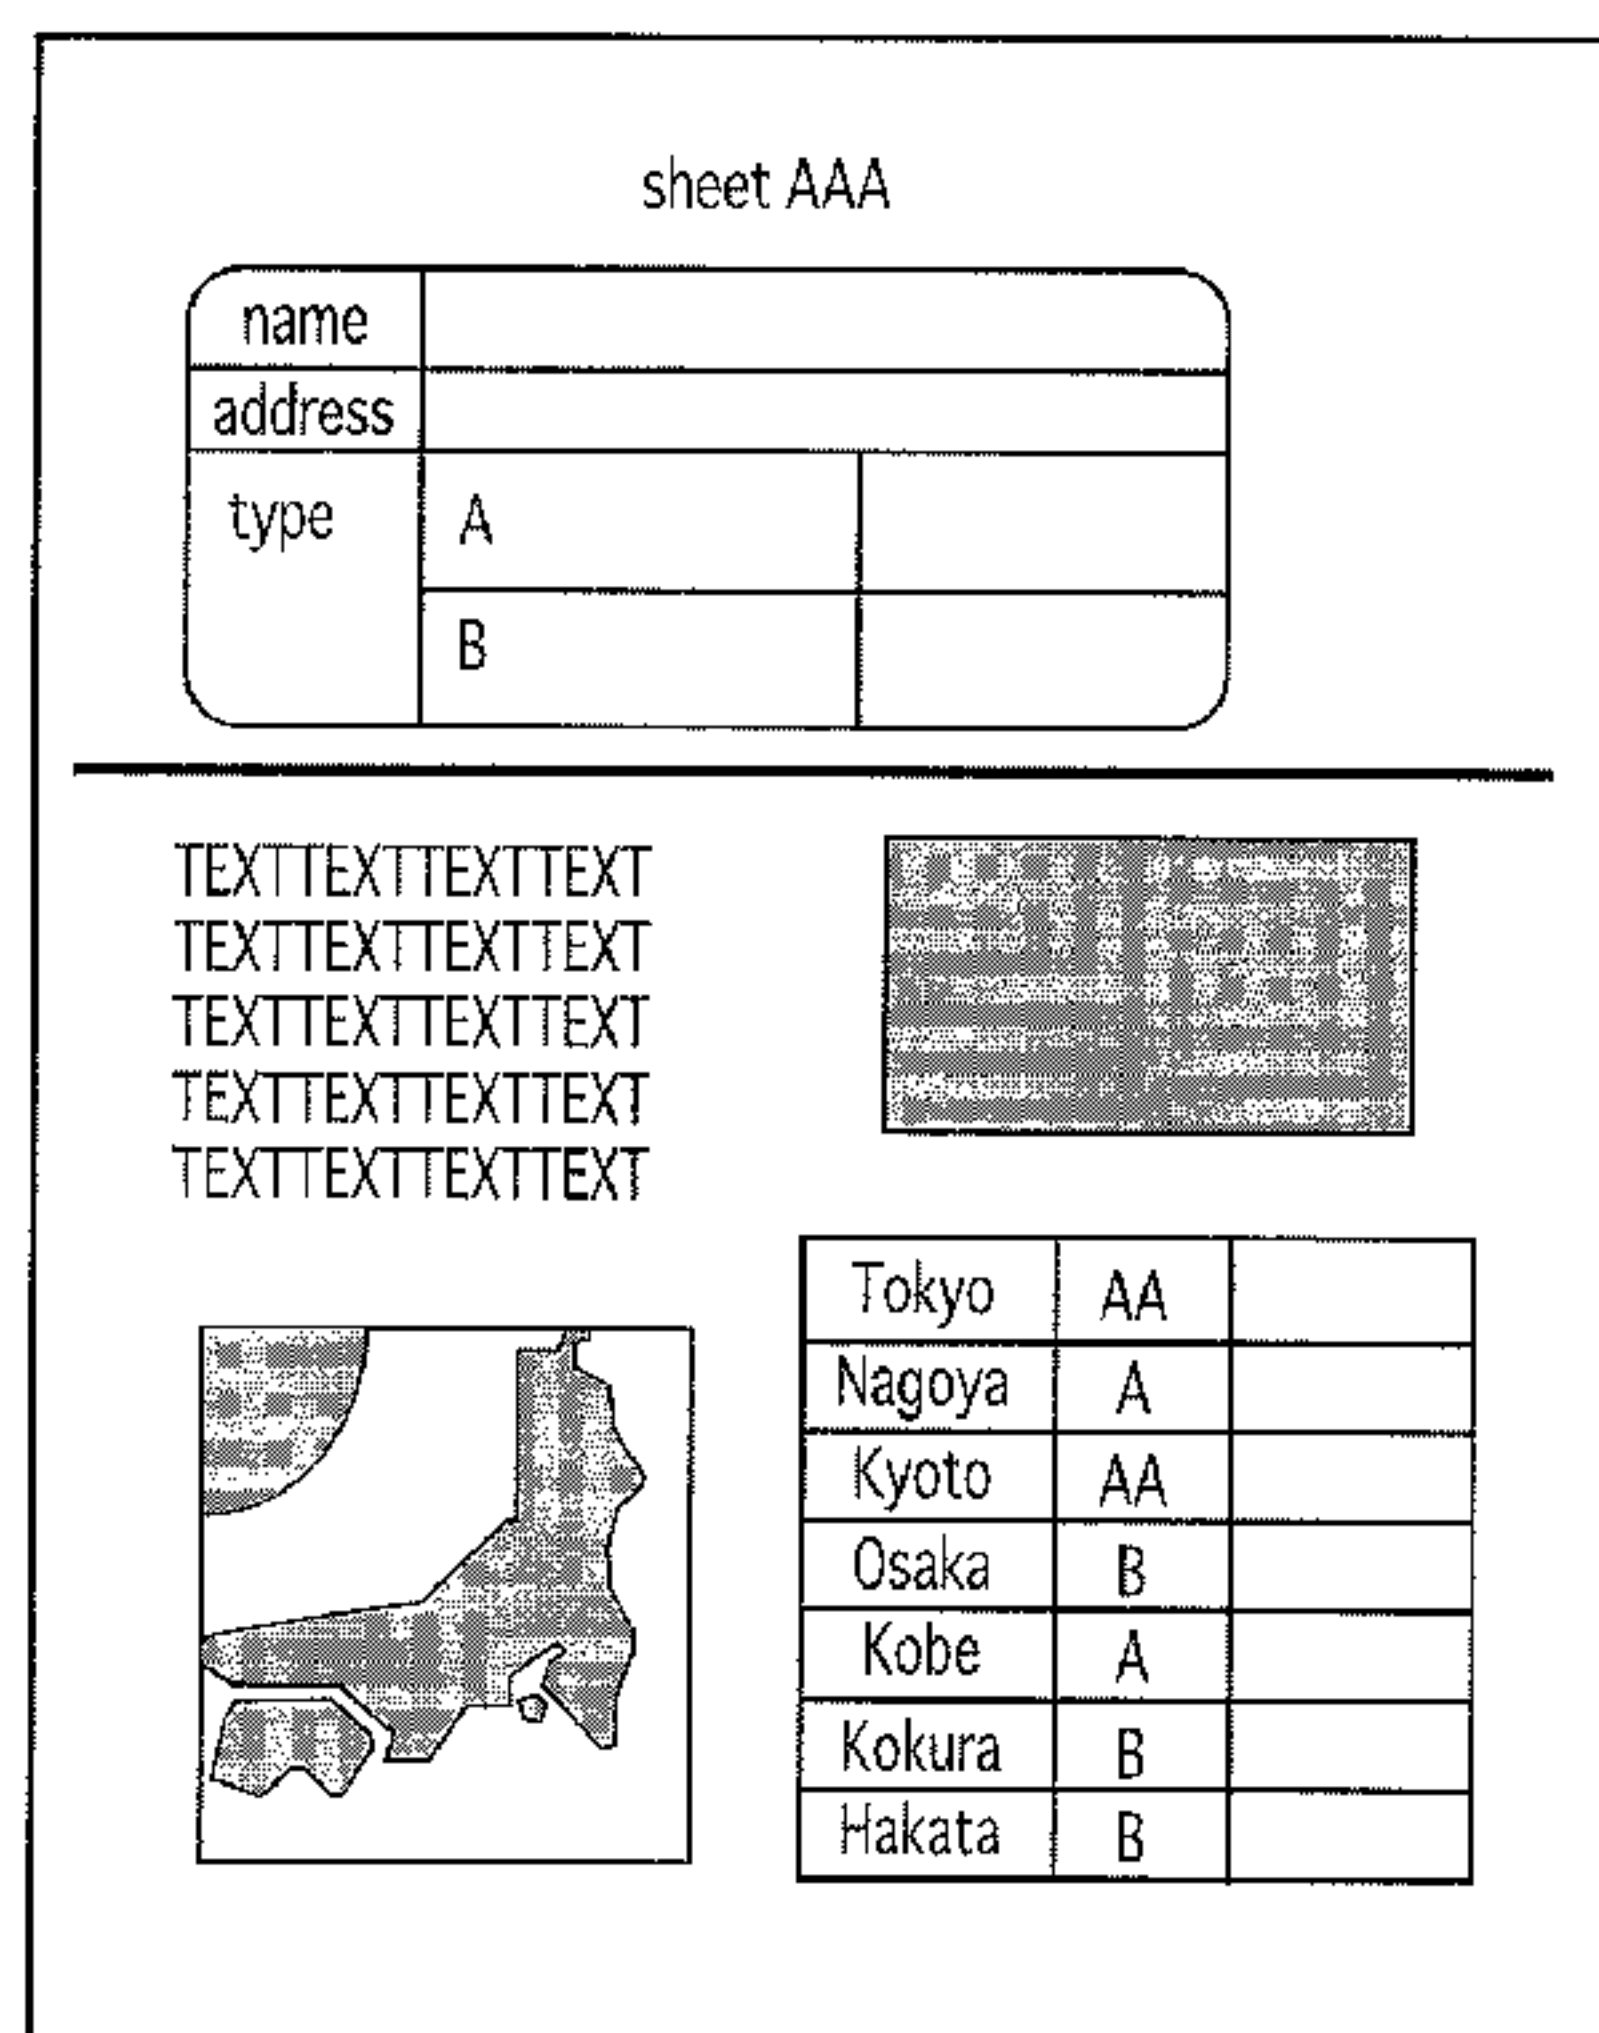 sheet AAA
name
address
type A
B
TEXTTEXTTEXTTEXT
TEXTTEXTTEXTTEXT
TEXTTEXTTEXTTEXT
TEXTTEXTTEXTTEXT
TEXTTEXTTEXTTEXT
Tokyo AA
Nagoya A
Kyoto AA
Osaka B
Kobe A
Kokura B
Hakata B